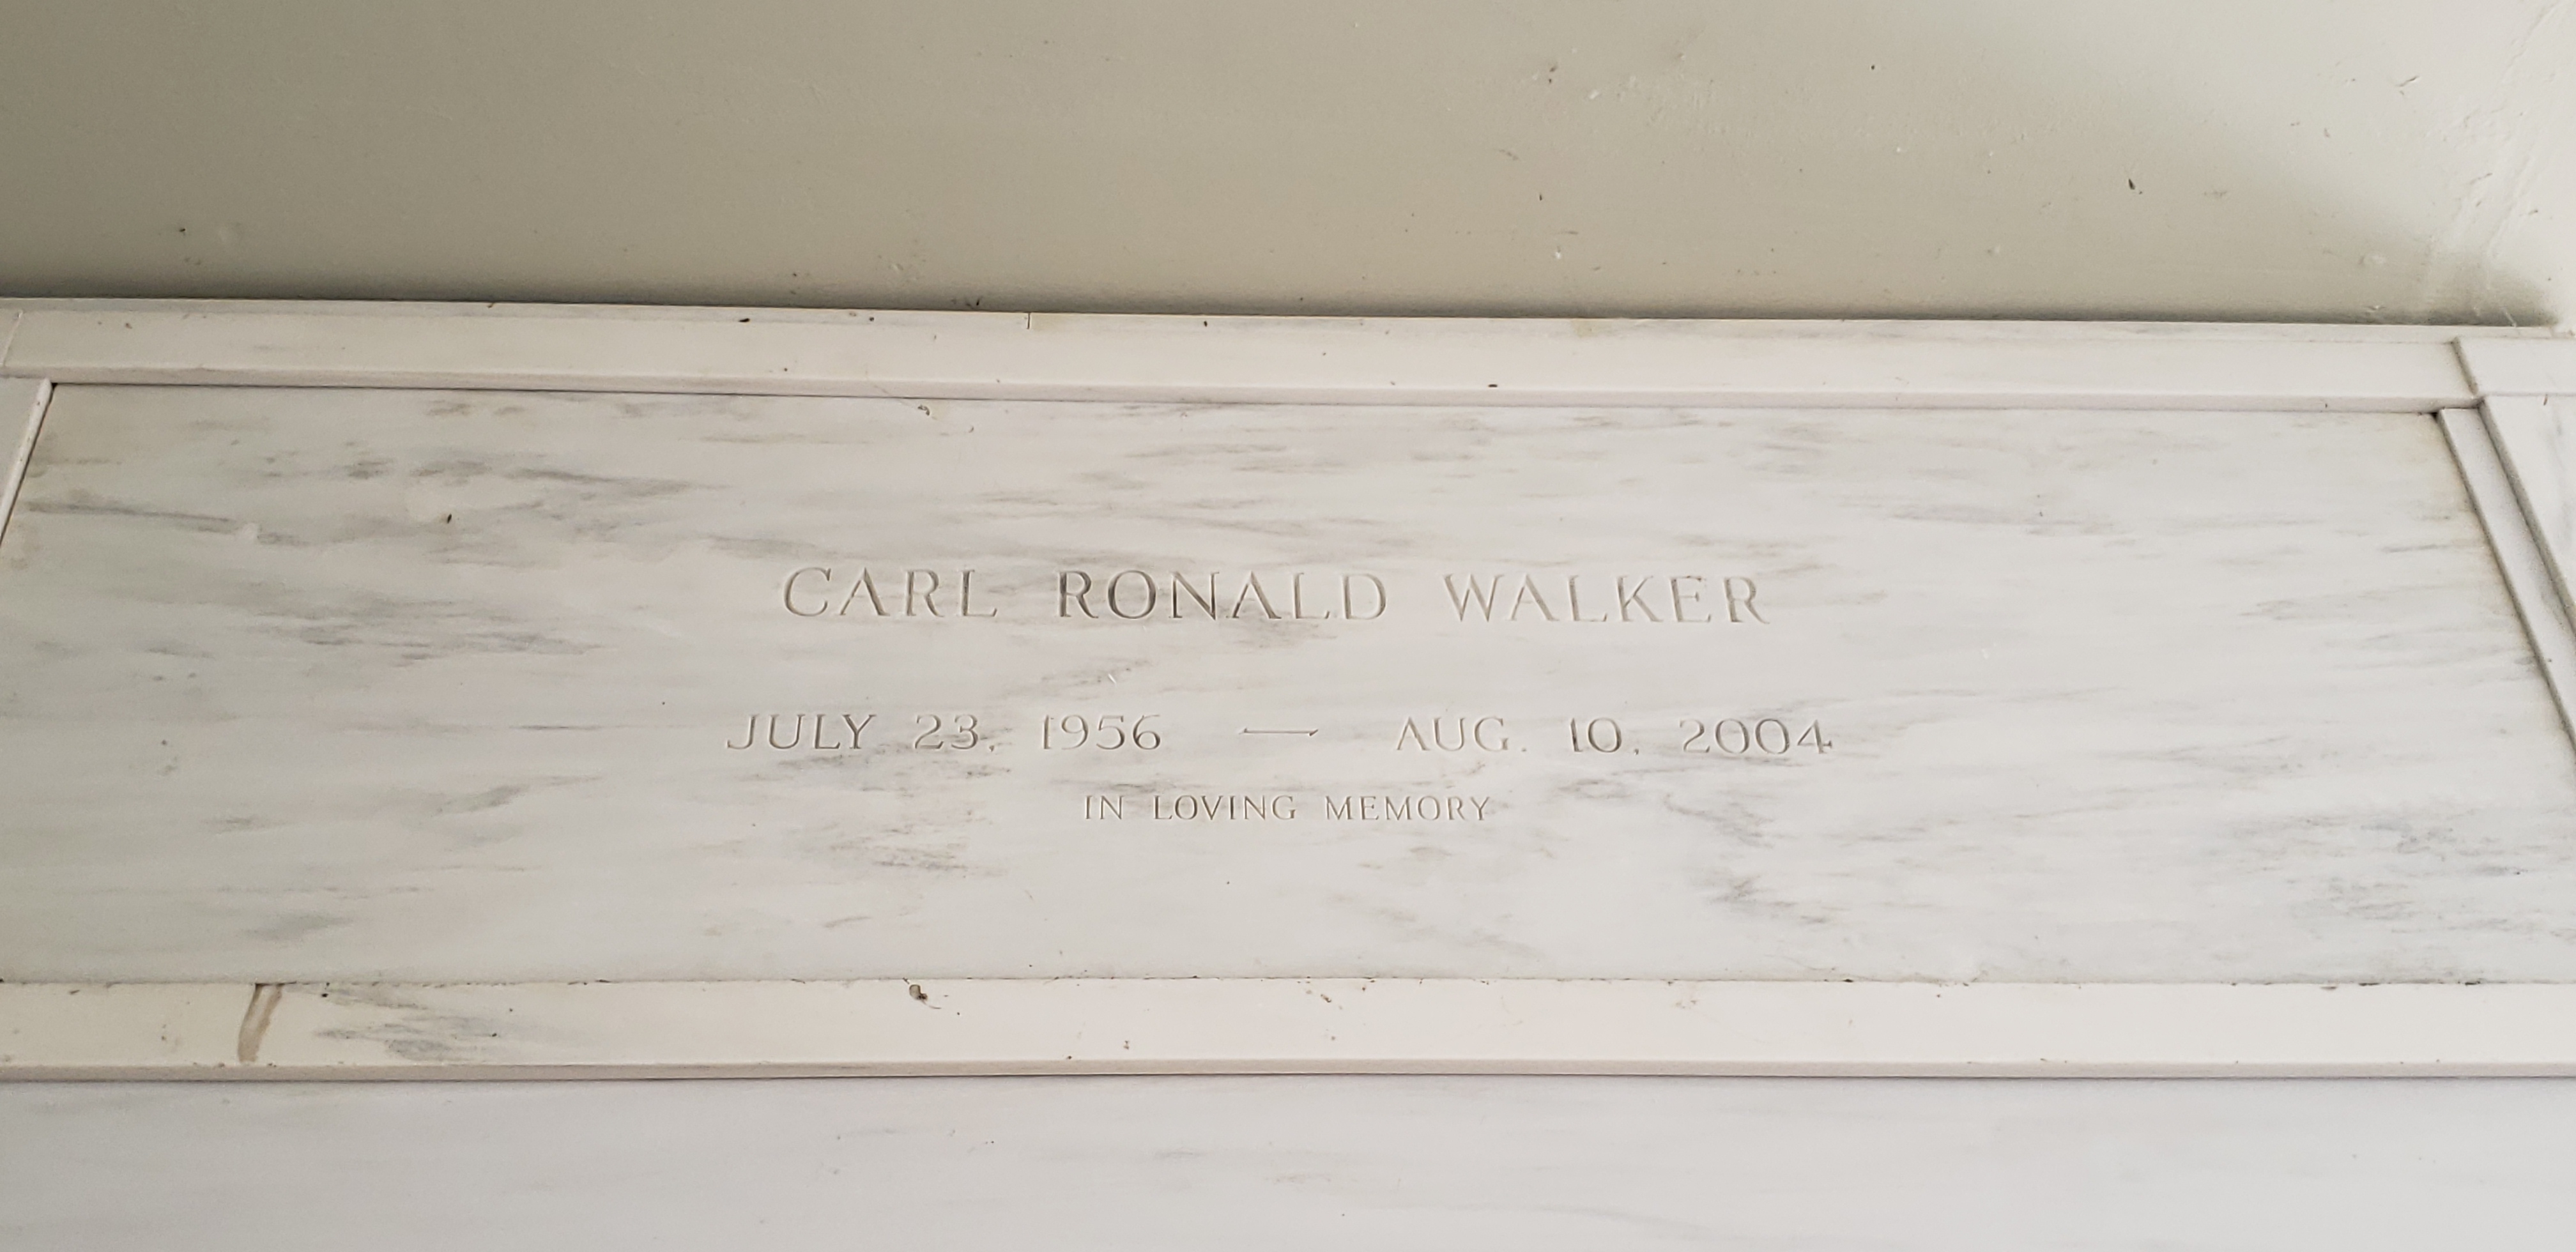 CARL RONALD WALKER
JULY 23, 1956 — AUG. 10, 2004
IN LOVING MEMORY